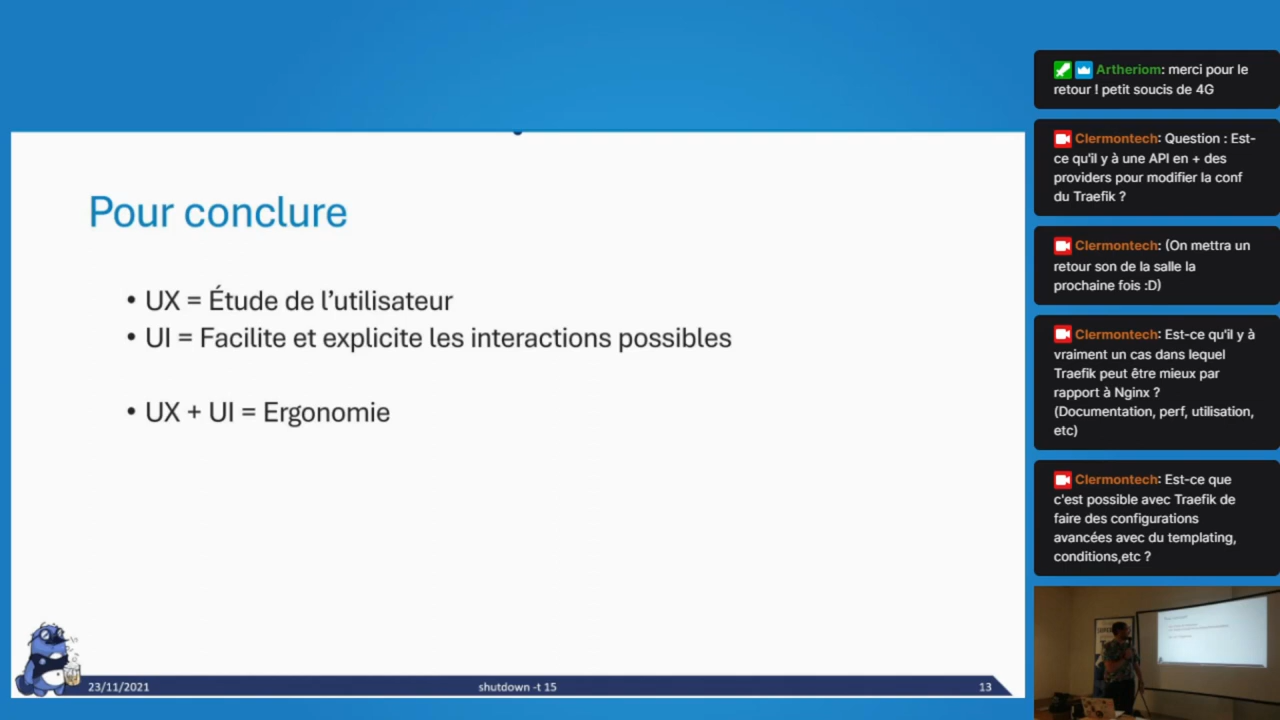 Pour conclure
• UX = Étude de l'utilisateur
• UI = Facilite et explicite les interactions possibles
• UX + UI = Ergonomie
23/11/2021
shutdown -t 15
13
Artheriom: merci pour le
retour ! petit soucis de 4G
Clermontech: Question : Est-
ce qu'il y à une API en + des
providers pour modifier la conf
du Traefik ?
Clermontech: (On mettra un
retour son de la salle la
prochaine fois :D)
Clermontech: Est-ce qu'il y à
vraiment un cas dans lequel
Traefik peut être mieux par
rapport à Nginx ?
(Documentation, perf, utilisation,
etc)
Clermontech: Est-ce que
c'est possible avec Traefik de
faire des configurations
avancées avec du templating,
conditions,etc ?